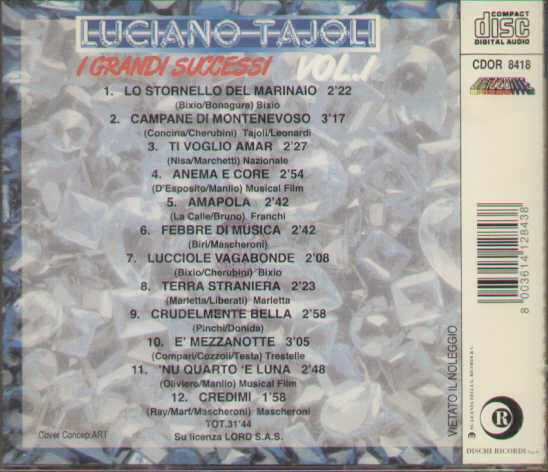 LUCIANO TAJOLI
I GRANDI SUCCESSI VOL.1
1. LO STORNELLO DEL MARINAIO 2'22
(Bixio/Bonagura) Bixio
2. CAMPANE DI MONTENEVOSO 3'17
(Concina/Cherubini) Tajoli/Leonardi
3. TI VOGLIO AMAR 2'27
(Nisa/Marchetti) Nazionale
4. ANEMA E CORE 2'54
(D'Esposito/Manlio) Musical Film
5. AMAPOLA 2'42
(La Calle/Bruno) Franchi
6. FEBBRE DI MUSICA 2'42
(Biri/Mascheroni)
7. LUCCIOLE VAGABONDE 2'08
(Bixio/Cherubini) Bixio
8. TERRA STRANIERA 2'23
(Marletta/Liberati) Marletta
9. CRUDELMENTE BELLA 2'58
(Pinchi/Donida)
10. E' MEZZANOTTE 3'05
(Compari/Cozzoli/Testa) Trestelle
11. 'NU QUARTO 'E LUNA 2'48
(Oliviero/Manlio) Musical Film
12. CREDIMI 1'58
(Ray/Marf/Mascheroni) Mascheroni
TOT.31'44
Su licenza LORD S.A.S.
Cover Concep:ART
COMPACT
disc
DIGITAL AUDIO
CDOR 8418
8 003614 128438
VIETATO IL NOLEGGIO
R
DISCHI RICORDI S.p.A.